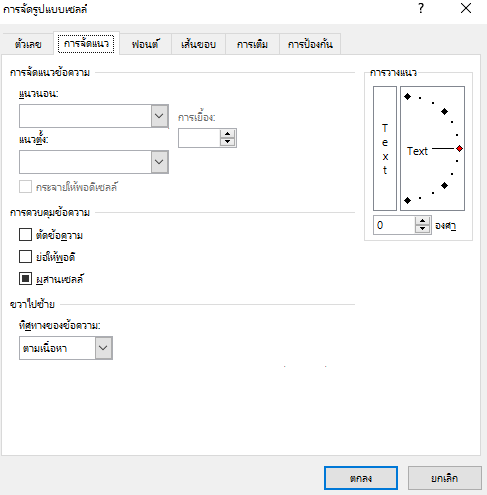 การจัดรูปแบบเซลล์
?
ตัวเลข การจัดแนว ฟอนต์ เส้นขอบ การเติม การป้องกัน
การจัดแนวข้อความ
แนวนอน:
การเยื้อง:
แนวตั้ง:
กระจายให้พอดีเซลล์
การควบคุมข้อความ
ตัดข้อความ
ย่อให้พอดี
ผสานเซลล์
ขวาไปซ้าย
ทิศทางของข้อความ:
ตามเนื้อหา
การวางแนว
T
e
x
t
Text
0 องศา
ตกลง ยกเลิก